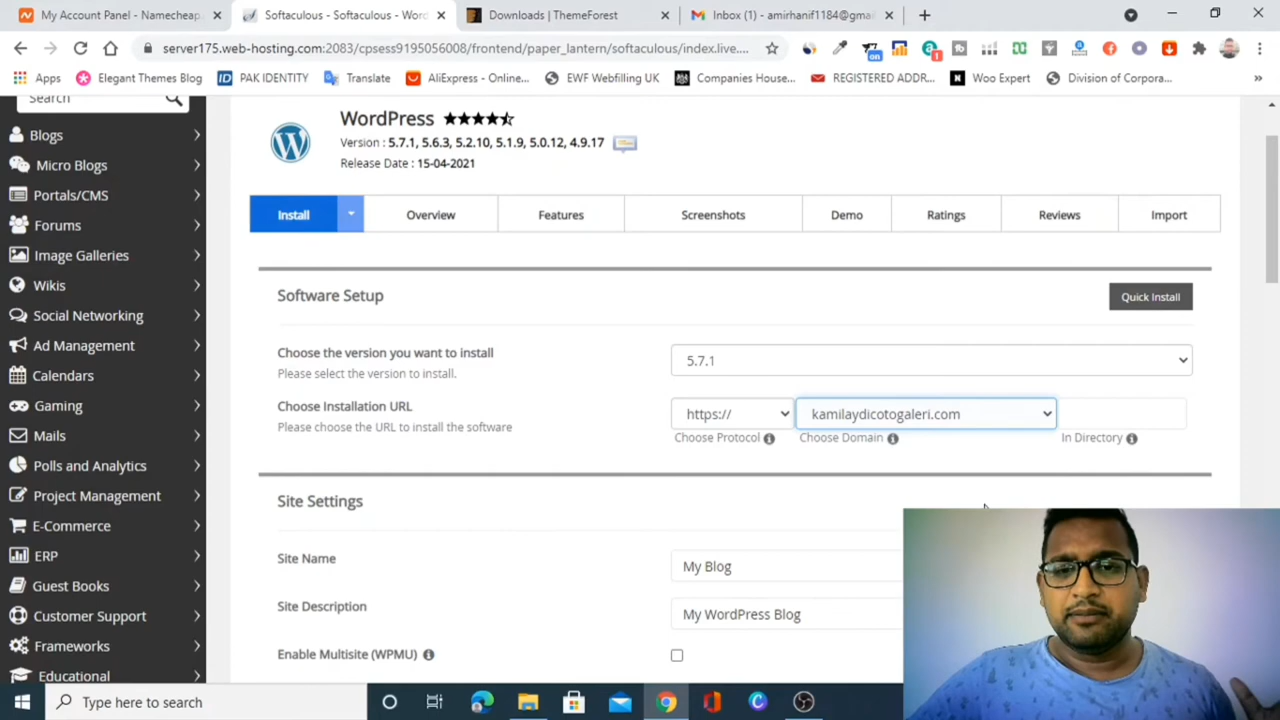 My Account Panel - Namecheap
Softaculous - Softaculous - Wor
Downloads | ThemeForest
Inbox (1) - amirhanif1184@gma
server175.web-hosting.com:2083/cpsess9195056008/frontend/paper_lantern/softaculous/index.live....
on
1
Apps
Elegant Themes Blog
iD
PAK IDENTITY
Translate
AliExpress - Online...
EWF Webfilling UK
Companies House...
REGISTERED ADDR...
Woo Expert
Division of Corpora...
»
Search
Blogs
Micro Blogs
Portals/CMS
Forums
Image Galleries
Wikis
Social Networking
Ad Management
Calendars
Gaming
Mails
Polls and Analytics
Project Management
E-Commerce
ERP
Guest Books
Customer Support
Frameworks
Educational
WordPress
Version : 5.7.1, 5.6.3, 5.2.10, 5.1.9, 5.0.12, 4.9.17
Release Date : 15-04-2021
Install
Overview
Features
Screenshots
Demo
Ratings
Reviews
Import
Software Setup
Quick Install
Choose the version you want to install
Please select the version to install.
5.7.1
Choose Installation URL
Please choose the URL to install the software
https://
kamilaydicotogaleri.com
Choose Protocol
Choose Domain
In Directory
Site Settings
Site Name
My Blog
Site Description
My WordPress Blog
Enable Multisite (WPMU)
Type here to search